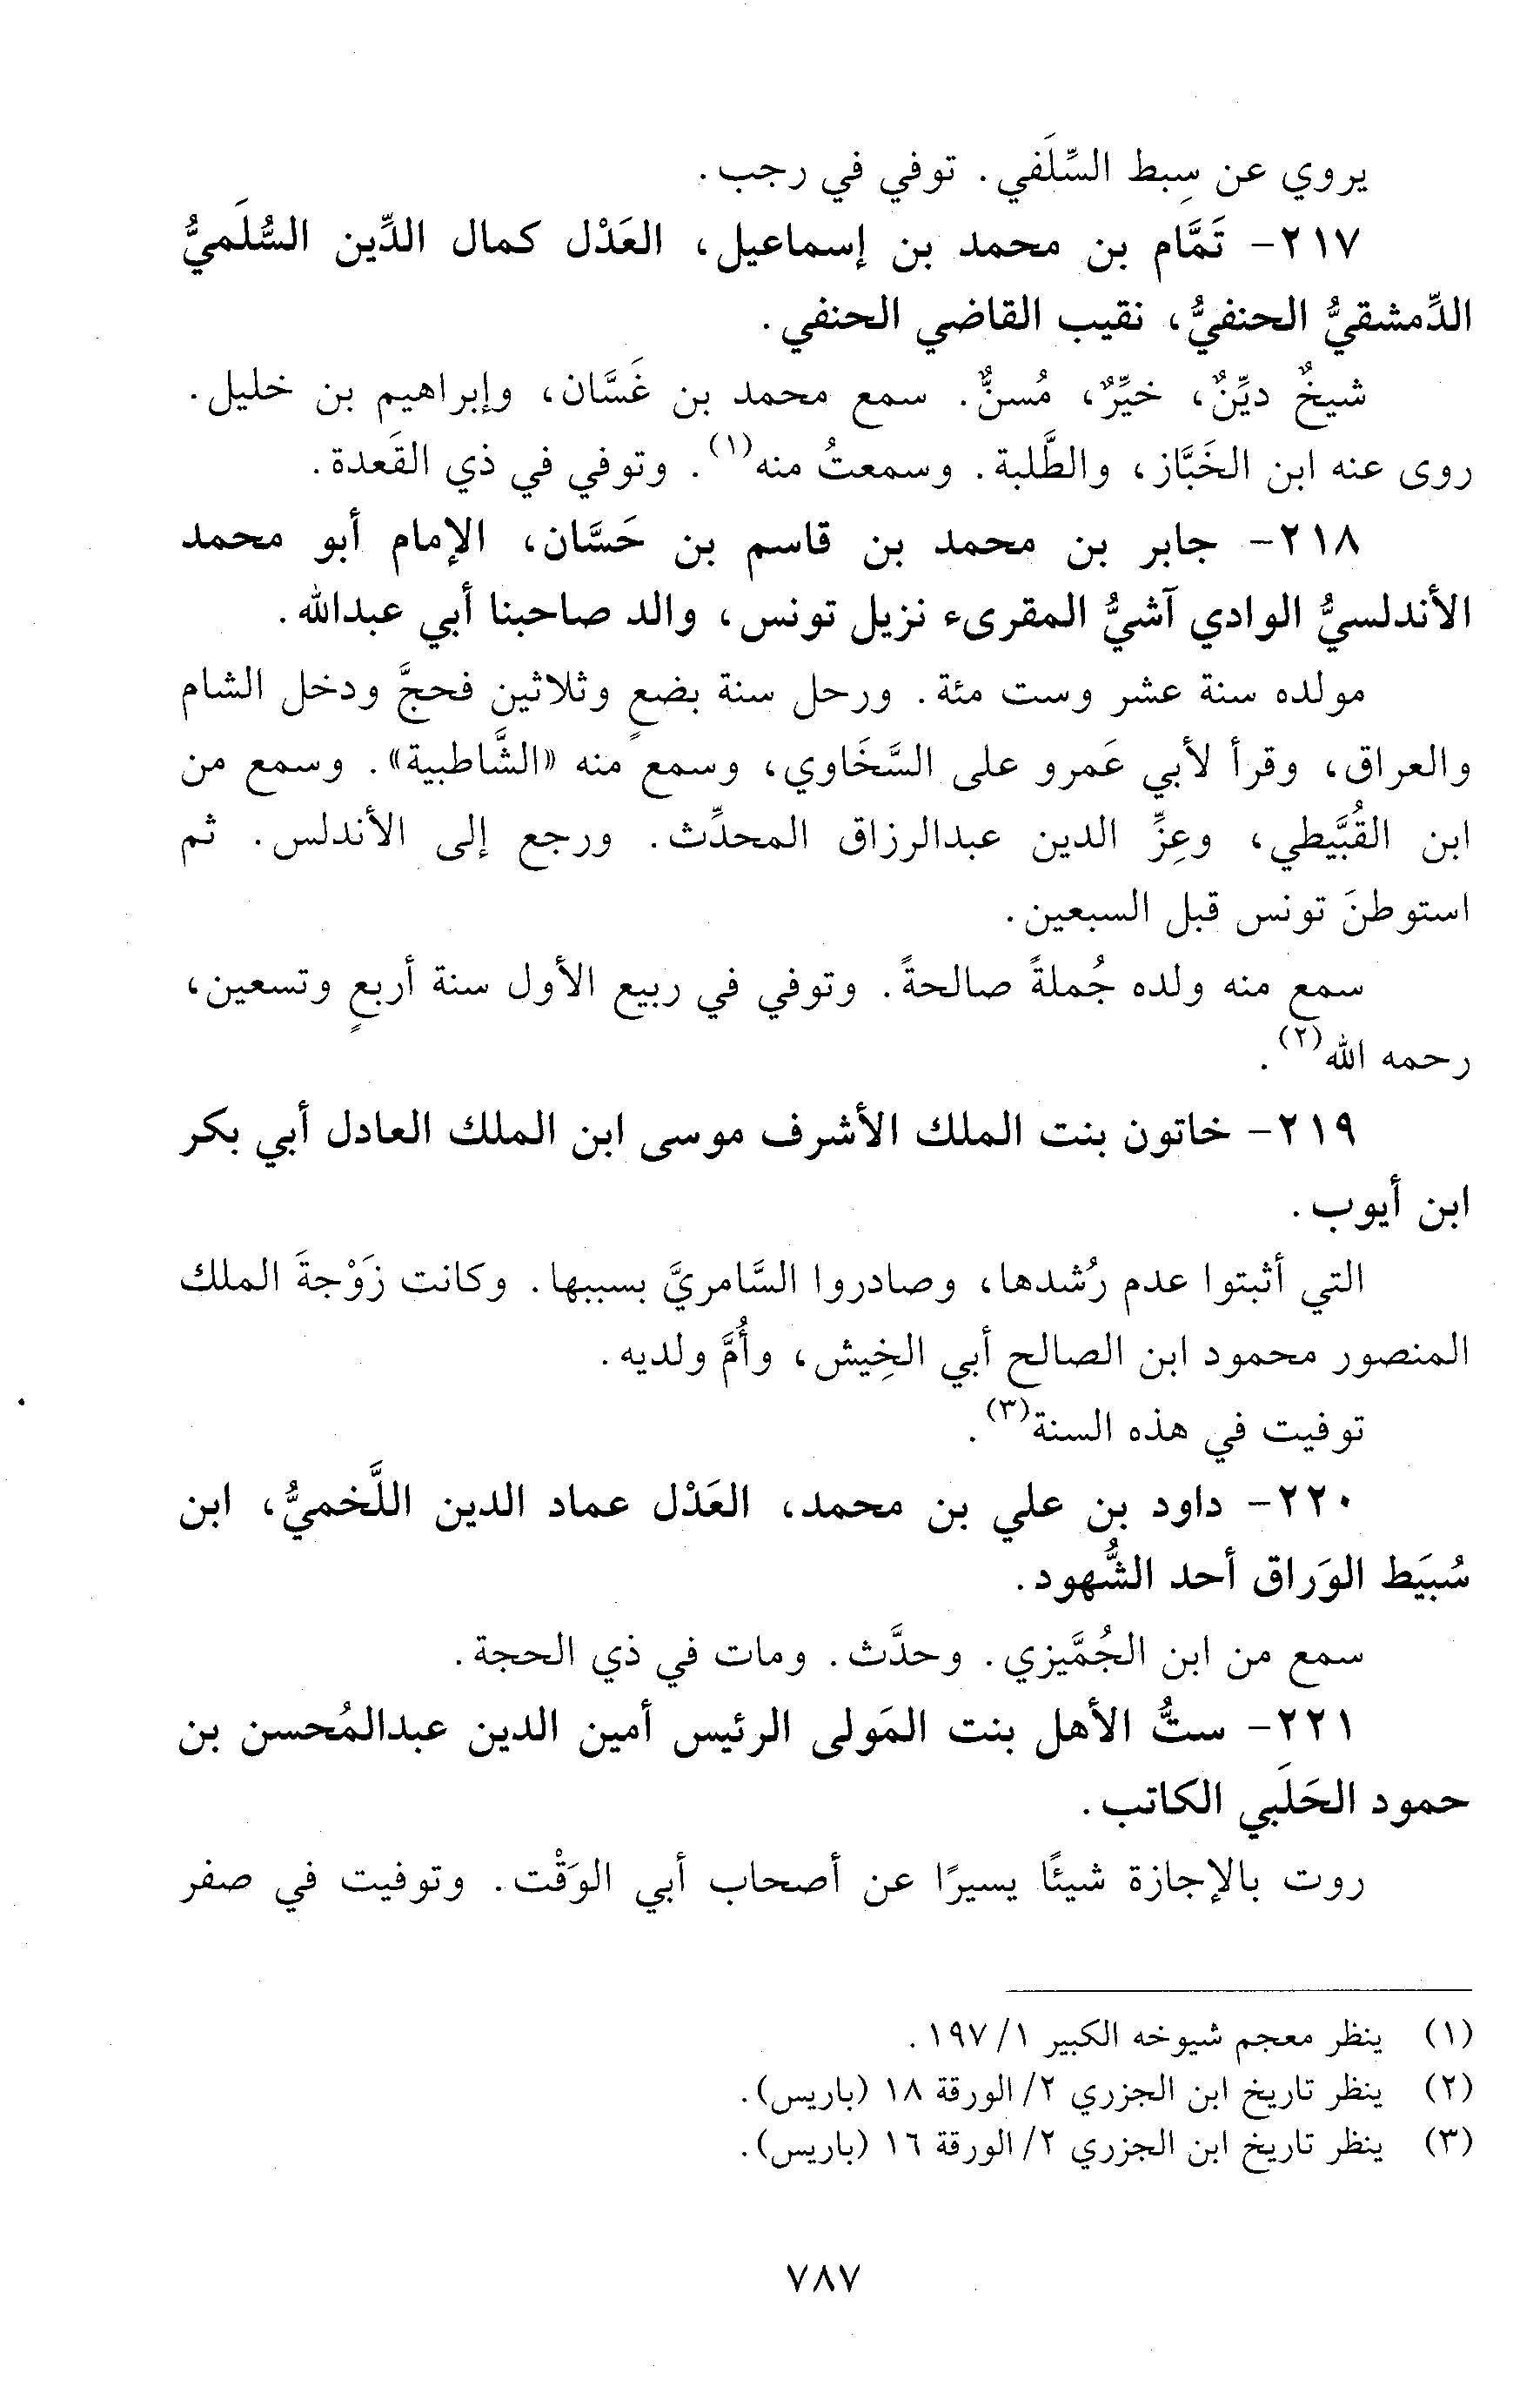 يروي عن سِبط السِّلَفي. توفي في رجب.
٢١٧- تَمَّام بن محمد بن إسماعيل، العَدْل كمال الدِّين السُّلَميُّ
الدِّمشقيُّ الحنفيُّ، نقيب القاضي الحنفي.
شيخٌ ديِّنٌ، خيِّرٌ، مُسنٌّ. سمع محمد بن غَسَّان، وإبراهيم بن خليل.
روى عنه ابن الخَبَّاز، والطَّلبة. وسمعتُ منه(١). وتوفي في ذي القَعدة.
٢١٨- جابر بن محمد بن قاسم بن حَسَّان، الإمام أبو محمد
الأندلسيُّ الوادي آشيُّ المقرىء نزيل تونس، والد صاحبنا أبي عبدالله.
مولده سنة عشر وست مئة. ورحل سنة بضعٍ وثلاثين فحجَّ ودخل الشام
والعراق، وقرأ لأبي عَمرو على السَّخَاوي، وسمع منه «الشَّاطبية». وسمع من
ابن القُبَّيطي، وعِزِّ الدين عبدالرزاق المحدِّث. ورجع إلى الأندلس. ثم
استوطنَ تونس قبل السبعين.
سمع منه ولده جُملةً صالحةً. وتوفي في ربيع الأول سنة أربعٍ وتسعين،
رحمه الله(٢).
٢١٩- خاتون بنت الملك الأشرف موسى ابن الملك العادل أبي بكر
ابن أيوب.
التي أثبتوا عدم رُشدها، وصادروا السَّامريَّ بسببها. وكانت زَوْجةَ الملك
المنصور محمود ابن الصالح أبي الخِيش، وأُمَّ ولديه.
توفيت في هذه السنة(٣).
٢٢٠- داود بن علي بن محمد، العَدْل عماد الدين اللَّخميُّ، ابن
سُبَيَط الوَراق أحد الشُّهود.
سمع من ابن الجُمَّيزي. وحدَّث. ومات في ذي الحجة.
٢٢١- ستُّ الأهل بنت المَولى الرئيس أمين الدين عبدالمُحسن بن
حمود الحَلَبي الكاتب.
روت بالإجازة شيئًا يسيرًا عن أصحاب أبي الوَقْت. وتوفيت في صفر
(١) ينظر معجم شيوخه الكبير ١/ ١٩٧.
(٢) ينظر تاريخ ابن الجزري ٢/ الورقة ١٨ (باريس).
(٣) ينظر تاريخ ابن الجزري ٢/ الورقة ١٦ (باريس).
٧٨٧